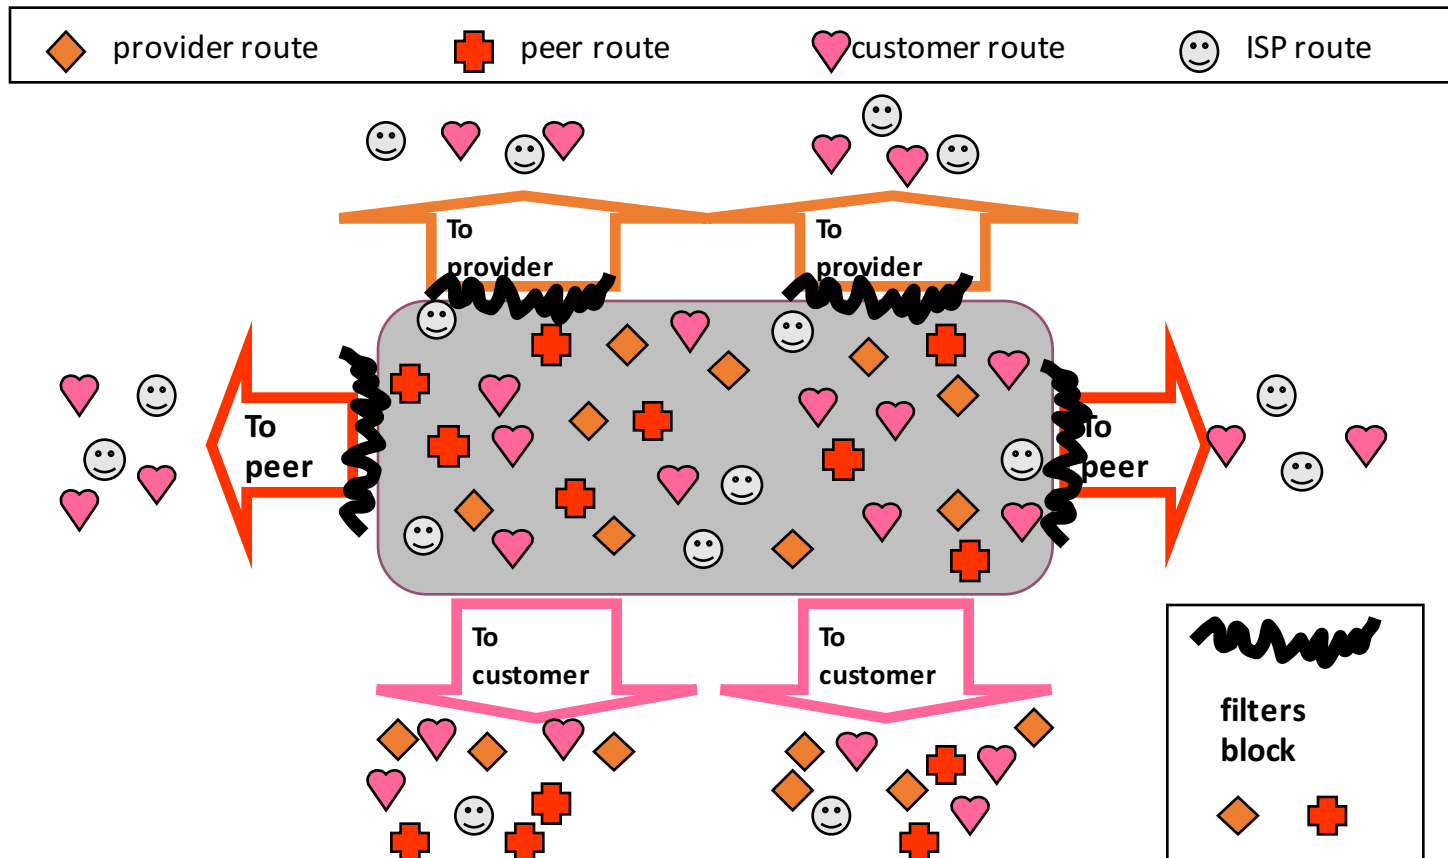 provider route
peer route
customer route
ISP route
To
provider
To
provider
To
peer
To
peer
To
customer
To
customer
filters
block